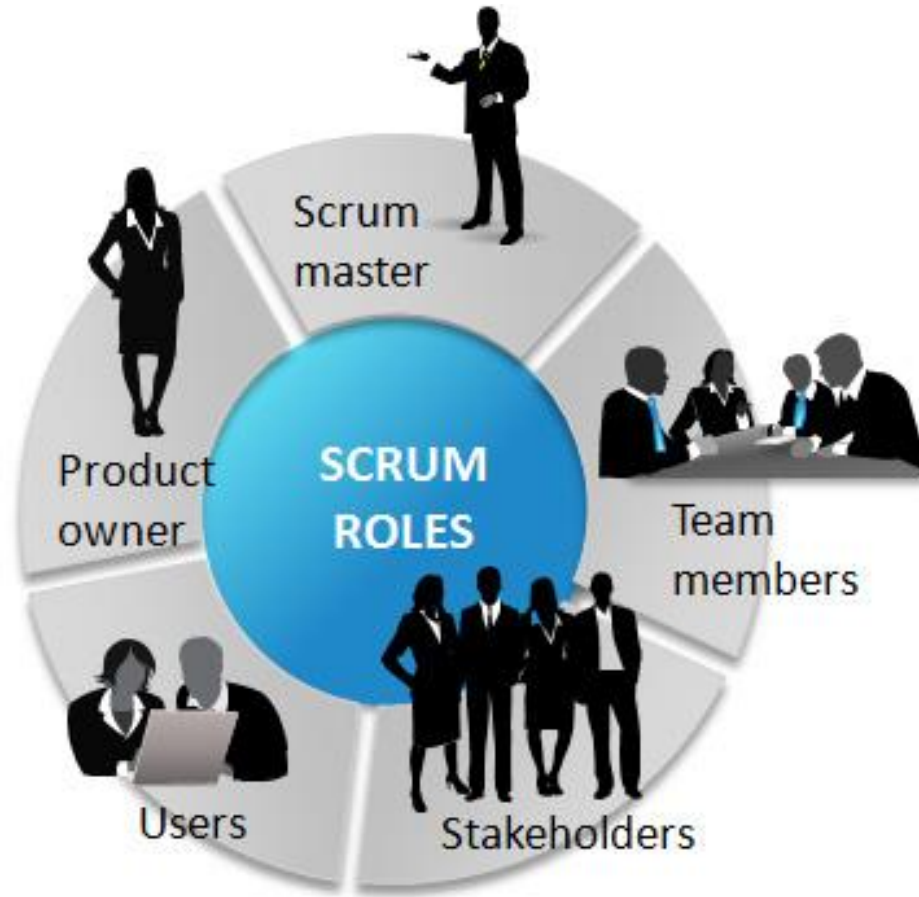 SCRUM
ROLES
Scrum
master
Team
members
Stakeholders
Users
Product
owner